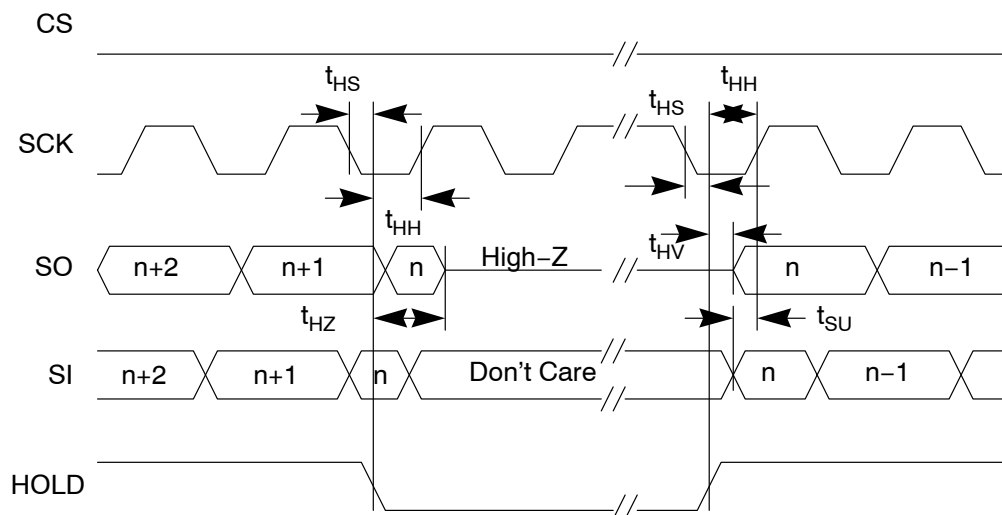 CS
t_HS
t_HH
t_HS
SCK
t_HH
t_HV
SO
n+2 n+1 n High−Z n n−1
t_HZ
t_SU
SI
n+2 n+1 n Don't Care n n−1
HOLD